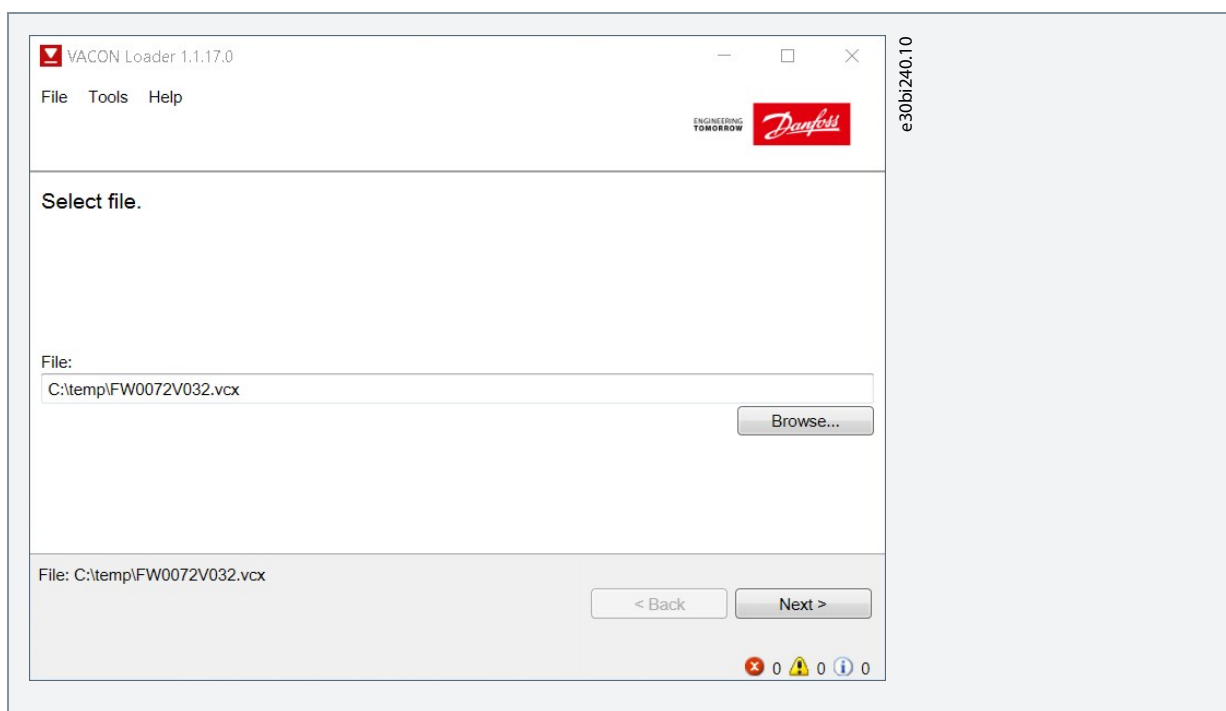 VACON Loader 1.1.17.0
File Tools Help
ENGINEERING
TOMORROW
Danfoss
Select file.
File:
C:\temp\FW0072V032.vcx
Browse...
File: C:\temp\FW0072V032.vcx
< Back Next >
0 0 0
e30bi240.10